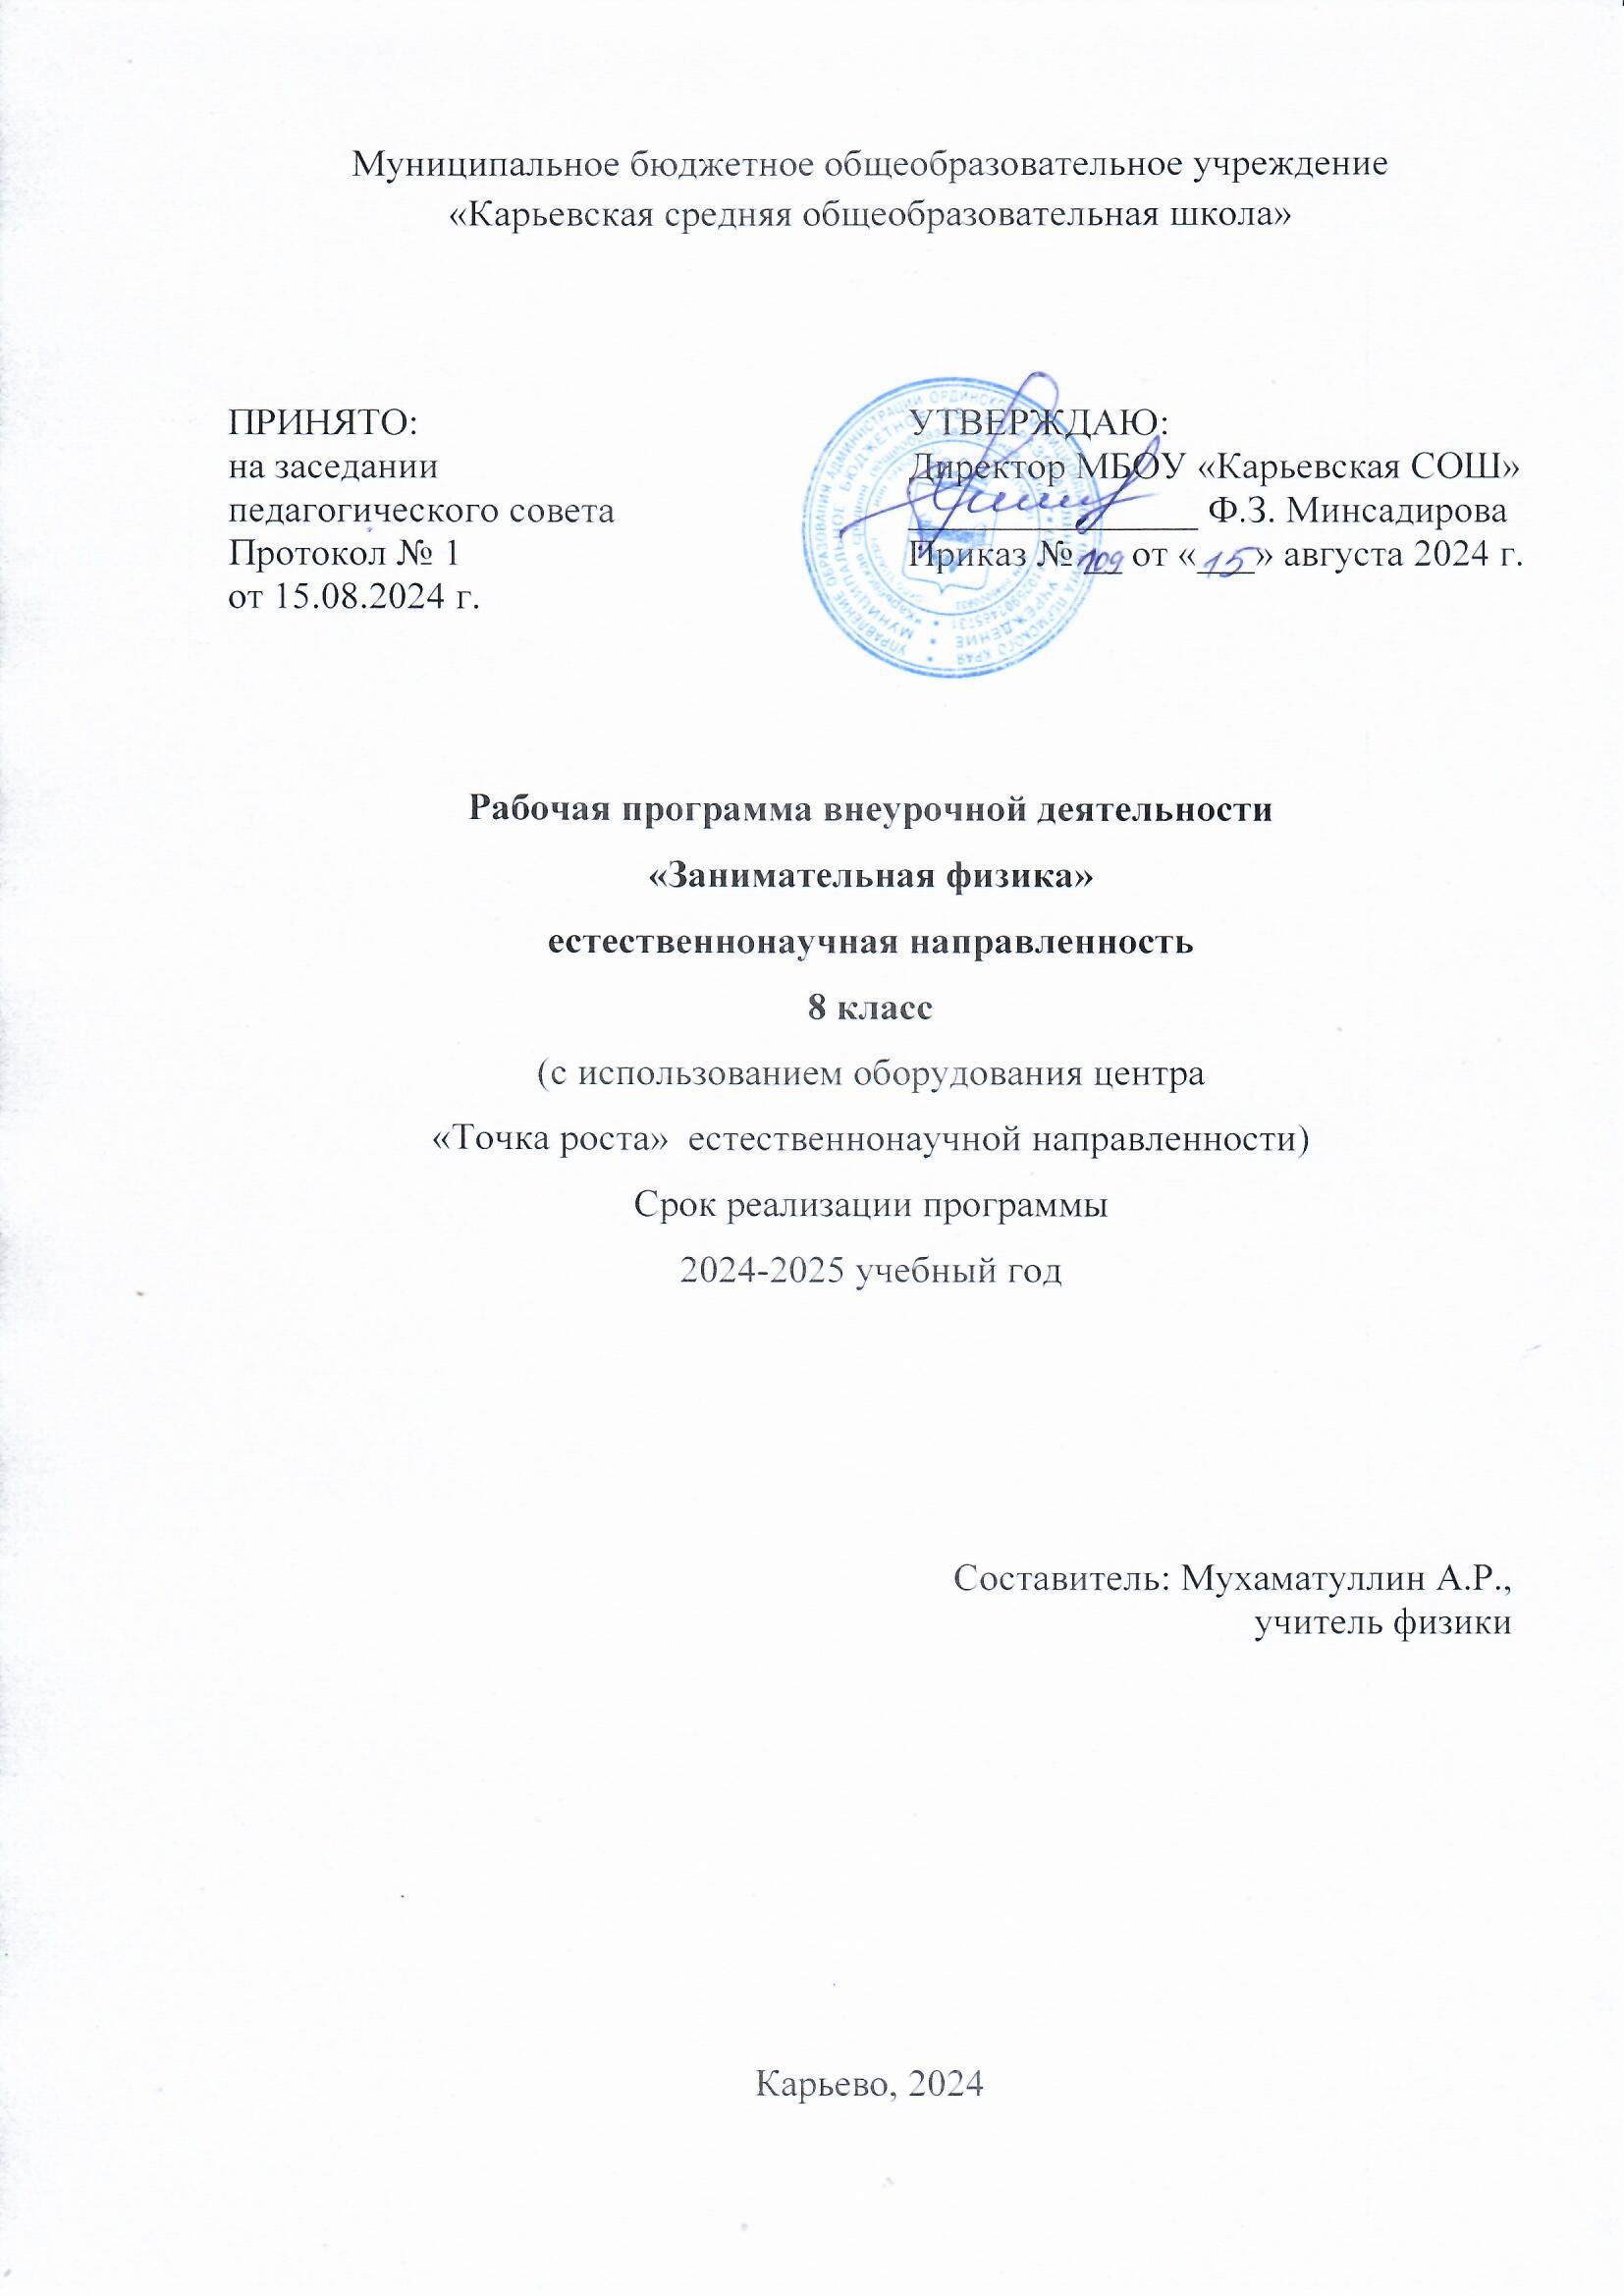 Муниципальное бюджетное общеобразовательное учреждение
«Карьевская средняя общеобразовательная школа»
ПРИНЯТО:
на заседании
педагогического совета
Протокол № 1
от 15.08.2024 г.
УТВЕРЖДАЮ:
Директор МБОУ «Карьевская СОШ»
Ф.З. Минсадирова
Приказ № 109 от «15» августа 2024 г.
Рабочая программа внеурочной деятельности
«Занимательная физика»
естественнонаучная направленность
8 класс
(с использованием оборудования центра
«Точка роста» естественнонаучной направленности)
Срок реализации программы
2024-2025 учебный год
Составитель: Мухаматуллин А.Р.,
учитель физики
Карьево, 2024